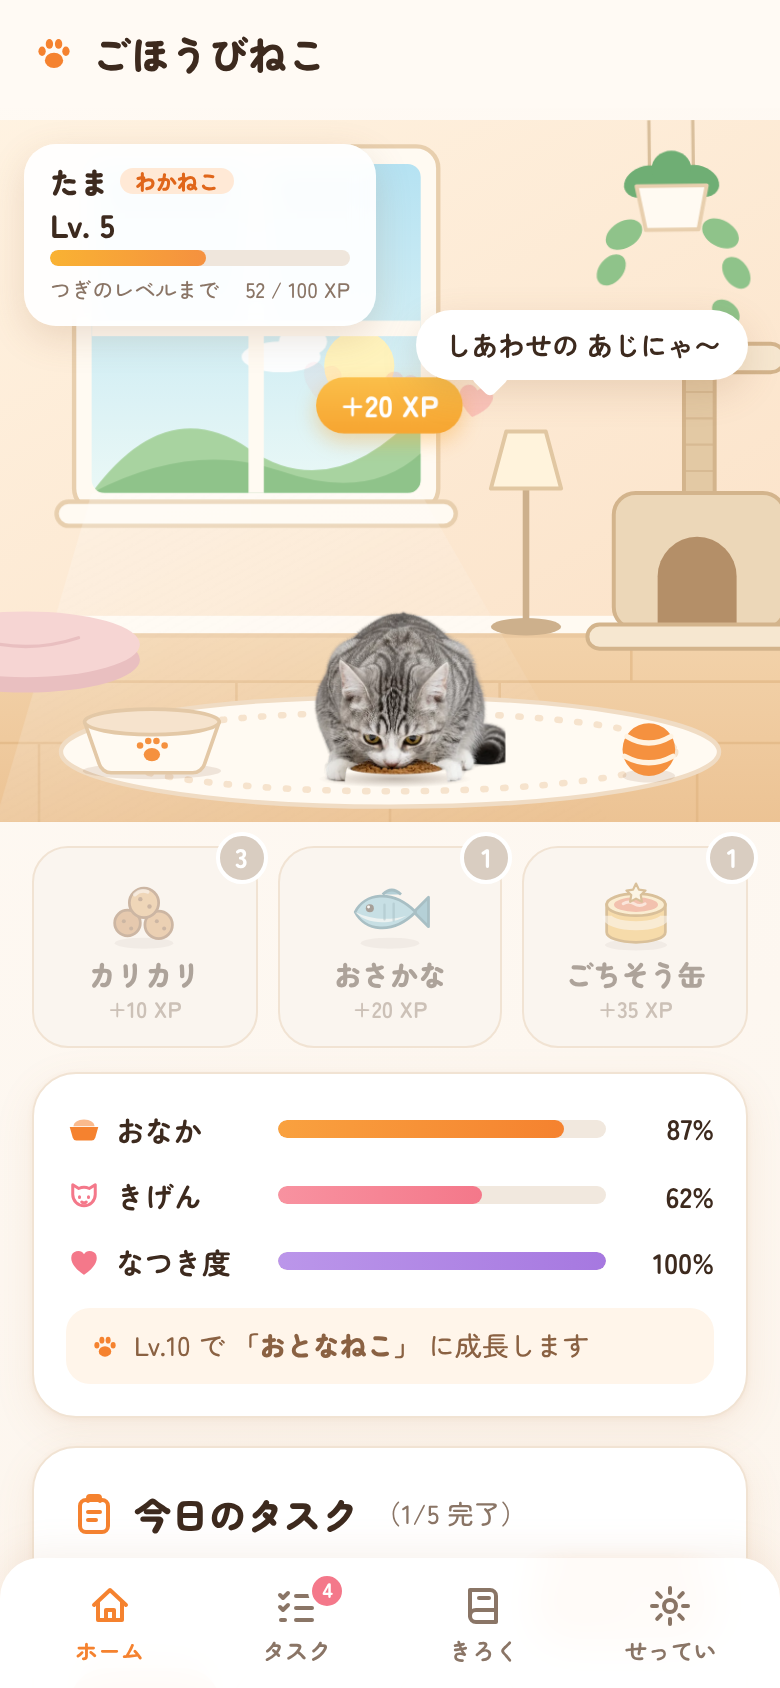 ごほうびねこ
たま わかねこ
Lv. 5
つぎのレベルまで 52 / 100 XP
しあわせの あじにゃ〜
+20 XP
3
カリカリ
+10 XP
1
おさかな
+20 XP
1
ごちそう缶
+35 XP
おなか 87%
きげん 62%
なつき度 100%
Lv.10 で 「おとなねこ」 に成長します
今日のタスク （1/5 完了）
ホーム
4
タスク
きろく
せってい